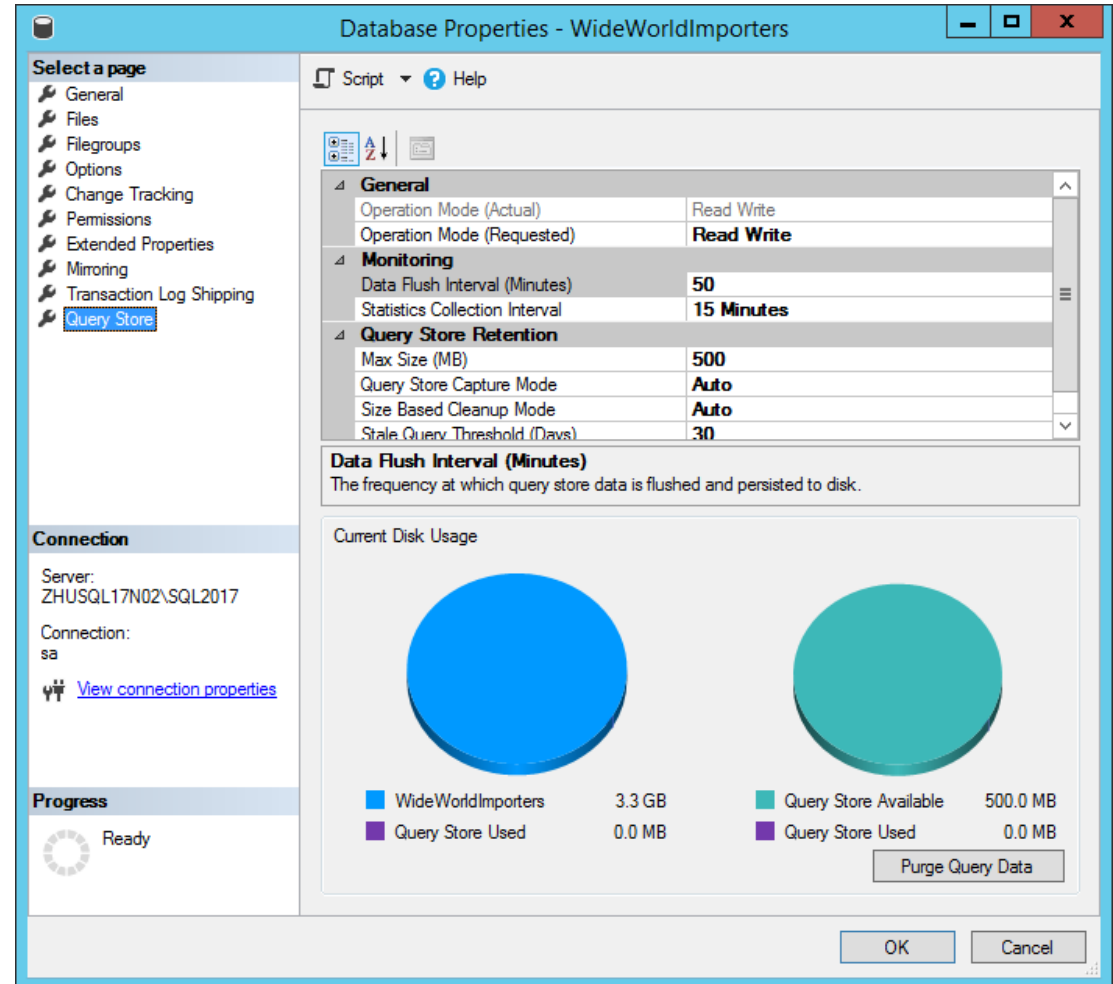 Database Properties - WideWorldImporters
Select a page
General
Files
Filegroups
Options
Change Tracking
Permissions
Extended Properties
Mirroring
Transaction Log Shipping
Query Store
Connection
Server:
ZHUSQL17N02\SQL2017
Connection:
sa
View connection properties
Progress
Ready
Script Help
General
Operation Mode (Actual) Read Write
Operation Mode (Requested) Read Write
Monitoring
Data Flush Interval (Minutes) 50
Statistics Collection Interval 15 Minutes
Query Store Retention
Max Size (MB) 500
Query Store Capture Mode Auto
Size Based Cleanup Mode Auto
Stale Query Threshold (Days) 30
Data Flush Interval (Minutes)
The frequency at which query store data is flushed and persisted to disk.
Current Disk Usage
WideWorldImporters 3.3 GB
Query Store Used 0.0 MB
Query Store Available 500.0 MB
Query Store Used 0.0 MB
Purge Query Data
OK Cancel